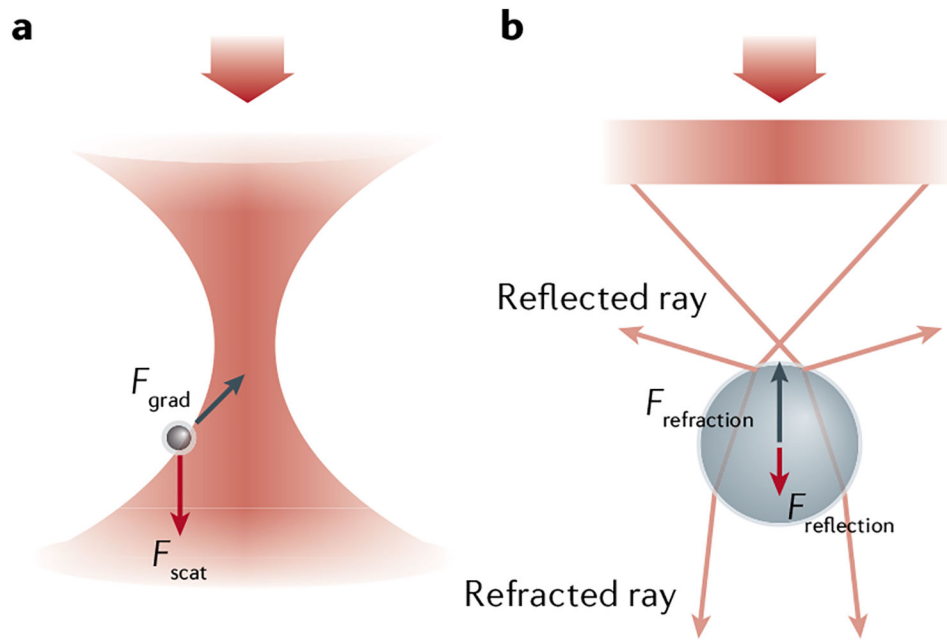 a
b
Reflected ray
F grad
F refraction
F reflection
F scat
Refracted ray